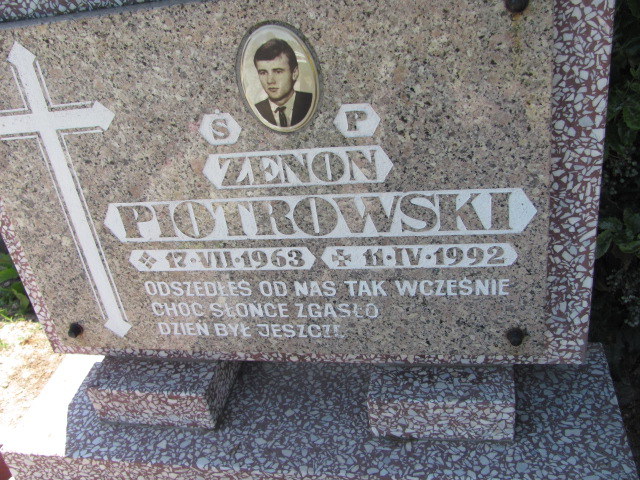 Ś P
ZENON
PIOTROWSKI
17·VII·1963 11·IV·1992
ODSZEDŁEŚ OD NAS TAK WCZEŚNIE
CHOĆ SŁOŃCE ZGASŁO
DZIEŃ BYŁ JESZCZE